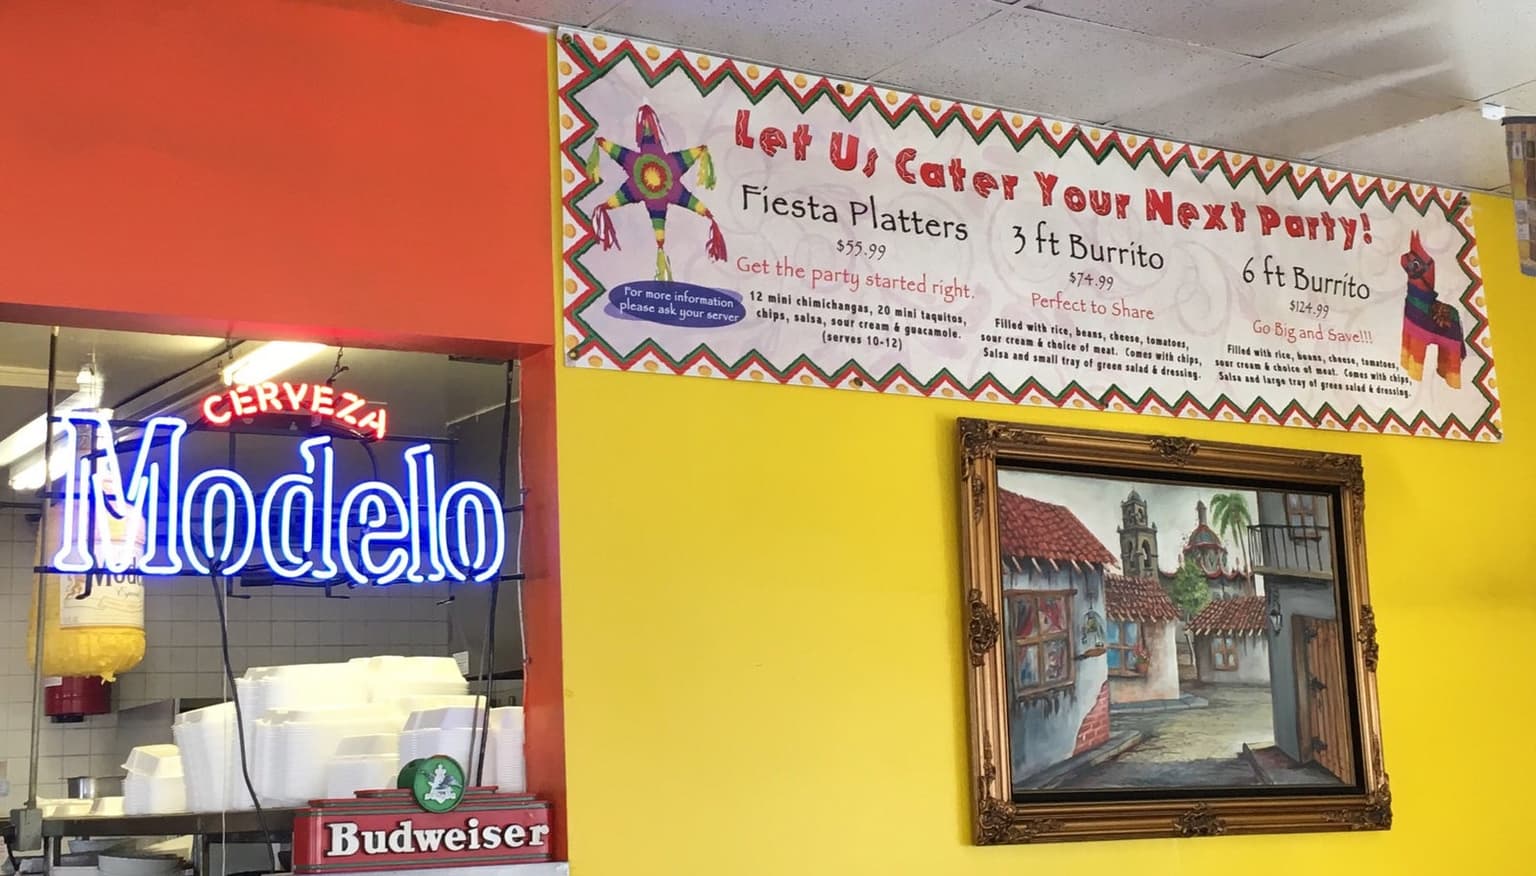 Let Us Cater Your Next Party!
Fiesta Platters
$55.99
Get the party started right.
12 mini chimichangas, 20 mini taquitos,
chips, salsa, sour cream & guacamole.
(serves 10-12)
3 ft Burrito
$74.99
Perfect to Share
Filled with rice, beans, cheese, tomatoes,
sour cream & choice of meat. Comes with chips,
Salsa and small tray of green salad & dressing.
6 ft Burrito
$124.99
Go Big and Save!!!
Filled with rice, beans, cheese, tomatoes,
sour cream & choice of meat. Comes with chips,
Salsa and large tray of green salad & dressing.
For more information
please ask your server
CERVEZA
Modelo
Budweiser